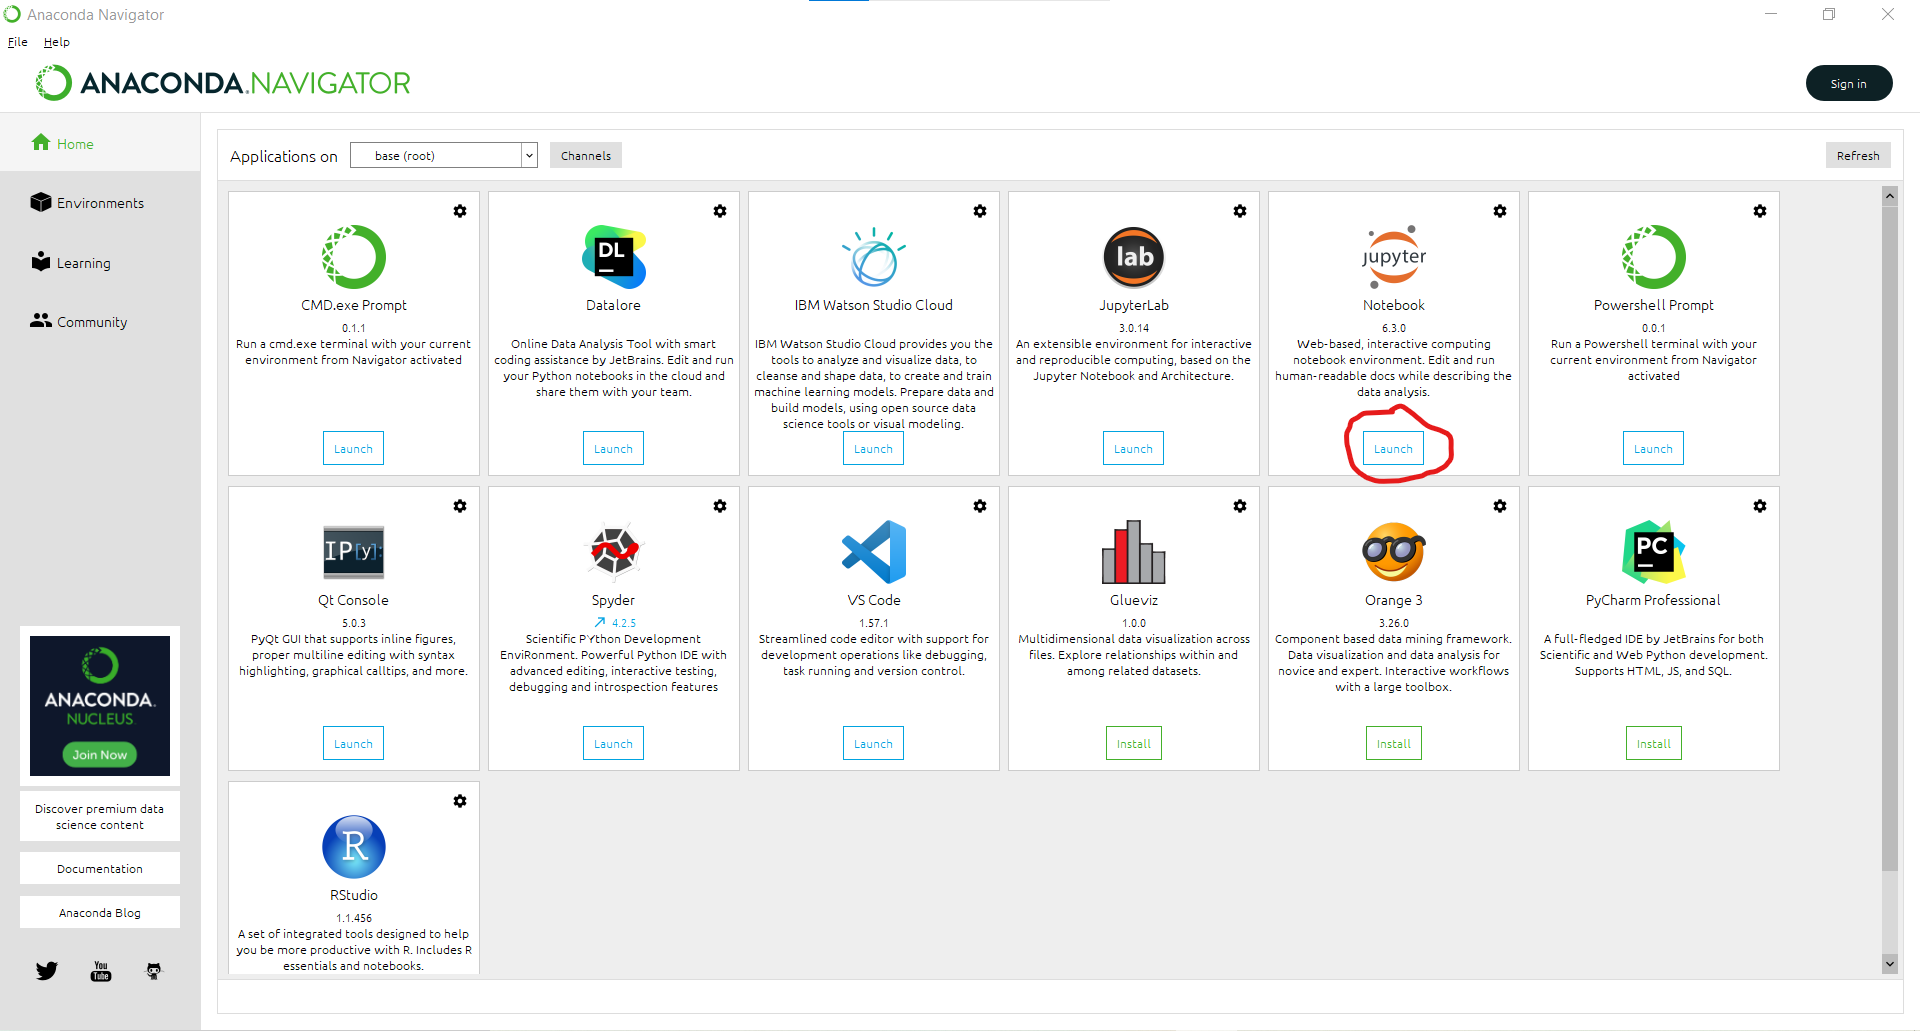 Anaconda Navigator
File Help
ANACONDA.NAVIGATOR
Sign in
Home
Environments
Learning
Community
ANACONDA.
NUCLEUS
Join Now
Discover premium data
science content
Documentation
Anaconda Blog
You
Tube
Applications on base (root) Channels Refresh
CMD.exe Prompt
0.1.1
Run a cmd.exe terminal with your current
environment from Navigator activated
Launch
DL
Datalore
Online Data Analysis Tool with smart
coding assistance by JetBrains. Edit and run
your Python notebooks in the cloud and
share them with your team.
Launch
IBM Watson Studio Cloud
IBM Watson Studio Cloud provides you the
tools to analyze and visualize data, to
cleanse and shape data, to create and train
machine learning models. Prepare data and
build models, using open source data
science tools or visual modeling.
Launch
lab
JupyterLab
3.0.14
An extensible environment for interactive
and reproducible computing, based on the
Jupyter Notebook and Architecture.
Launch
jupyter
Notebook
6.3.0
Web-based, interactive computing
notebook environment. Edit and run
human-readable docs while describing the
data analysis.
Launch
Powershell Prompt
0.0.1
Run a Powershell terminal with your
current environment from Navigator
activated
Launch
IP[y]:
Qt Console
5.0.3
PyQt GUI that supports inline figures,
proper multiline editing with syntax
highlighting, graphical calltips, and more.
Launch
Spyder
4.2.5
Scientific PYthon Development
EnviRonment. Powerful Python IDE with
advanced editing, interactive testing,
debugging and introspection features
Launch
VS Code
1.57.1
Streamlined code editor with support for
development operations like debugging,
task running and version control.
Launch
Glueviz
1.0.0
Multidimensional data visualization across
files. Explore relationships within and
among related datasets.
Install
Orange 3
3.26.0
Component based data mining framework.
Data visualization and data analysis for
novice and expert. Interactive workflows
with a large toolbox.
Install
PC
PyCharm Professional
A full-fledged IDE by JetBrains for both
Scientific and Web Python development.
Supports HTML, JS, and SQL.
Install
R
RStudio
1.1.456
A set of integrated tools designed to help
you be more productive with R. Includes R
essentials and notebooks.